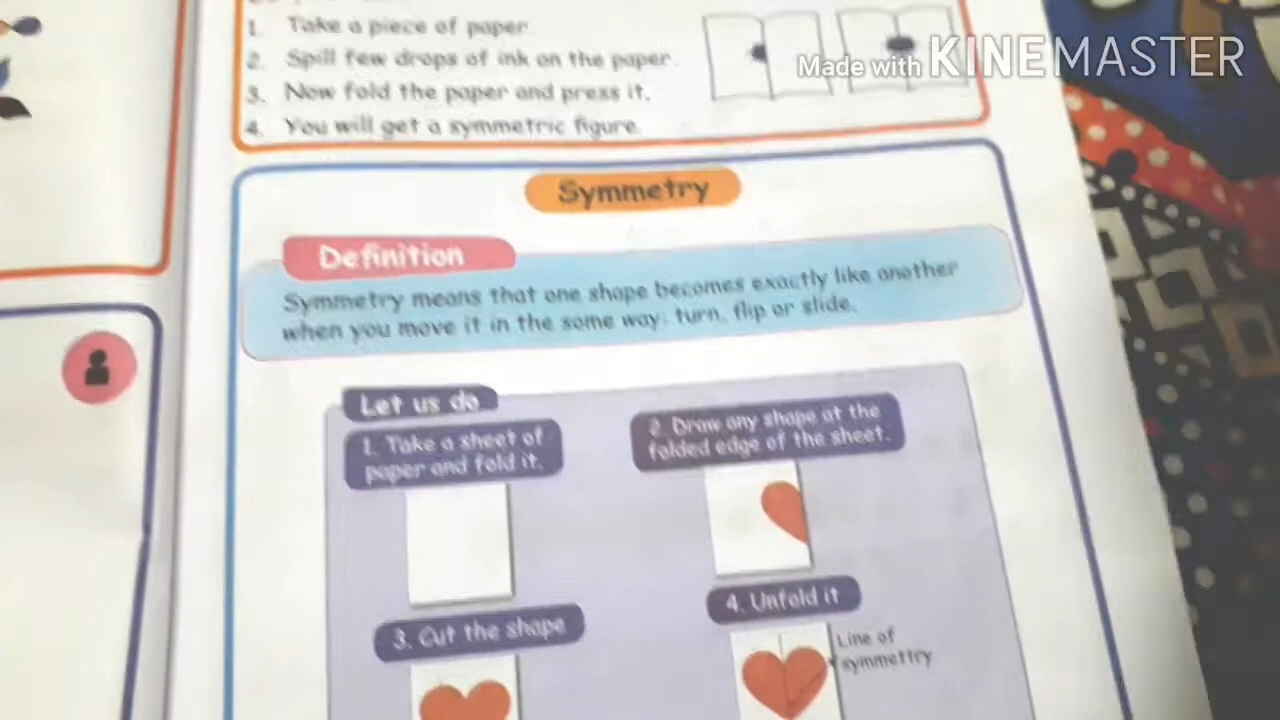 1. Take a piece of paper.
2. Spill few drops of ink on the paper.
3. Now fold the paper and press it.
4. You will get a symmetric figure.
Made with KINEMASTER
Symmetry
Definition
Symmetry means that one shape becomes exactly like another
when you move it in the some way: turn, flip or slide.
Let us do
1. Take a sheet of
paper and fold it.
2. Draw any shape at the
folded edge of the sheet.
3. Cut the shape
4. Unfold it
Line of
symmetry